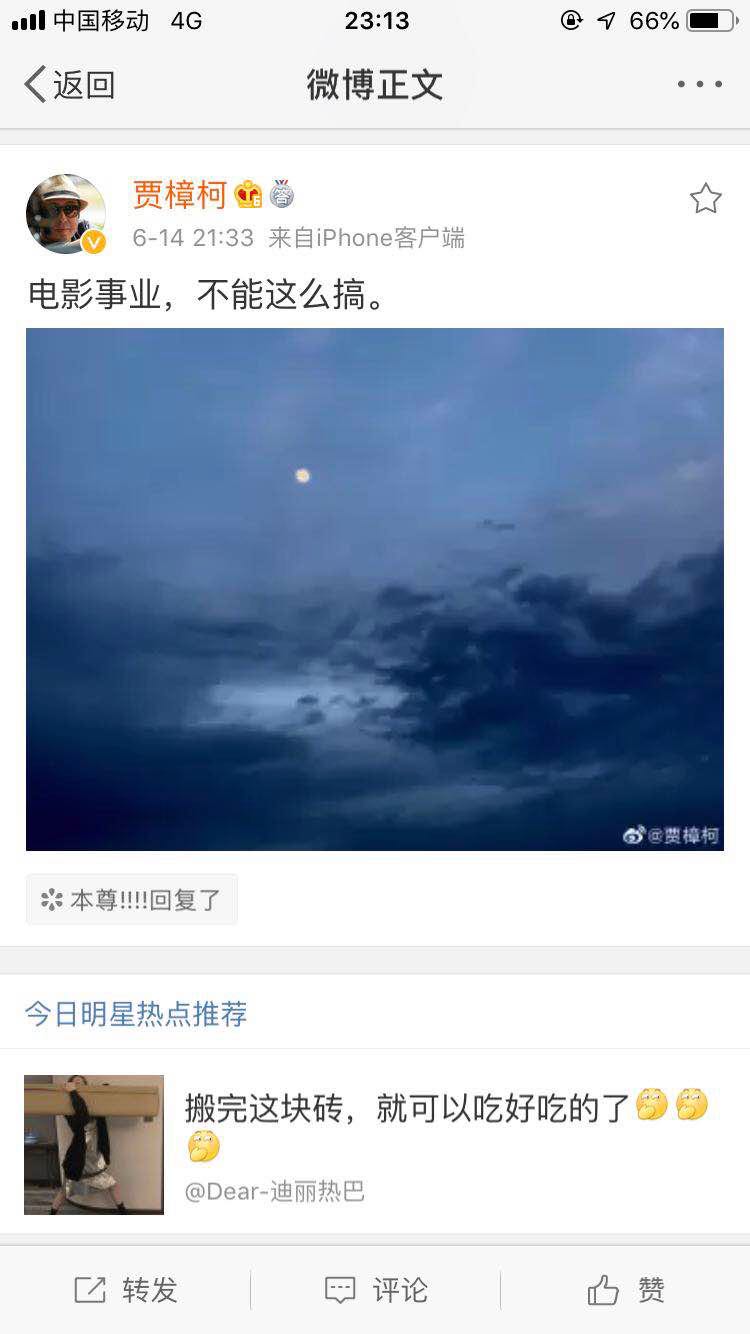 中国移动 4G 23:13 66%
返回 微博正文
贾樟柯
6-14 21:33 来自iPhone客户端
电影事业，不能这么搞。
@贾樟柯
本尊!!!!回复了
今日明星热点推荐
搬完这块砖，就可以吃好吃的了
@Dear-迪丽热巴
转发 评论 赞